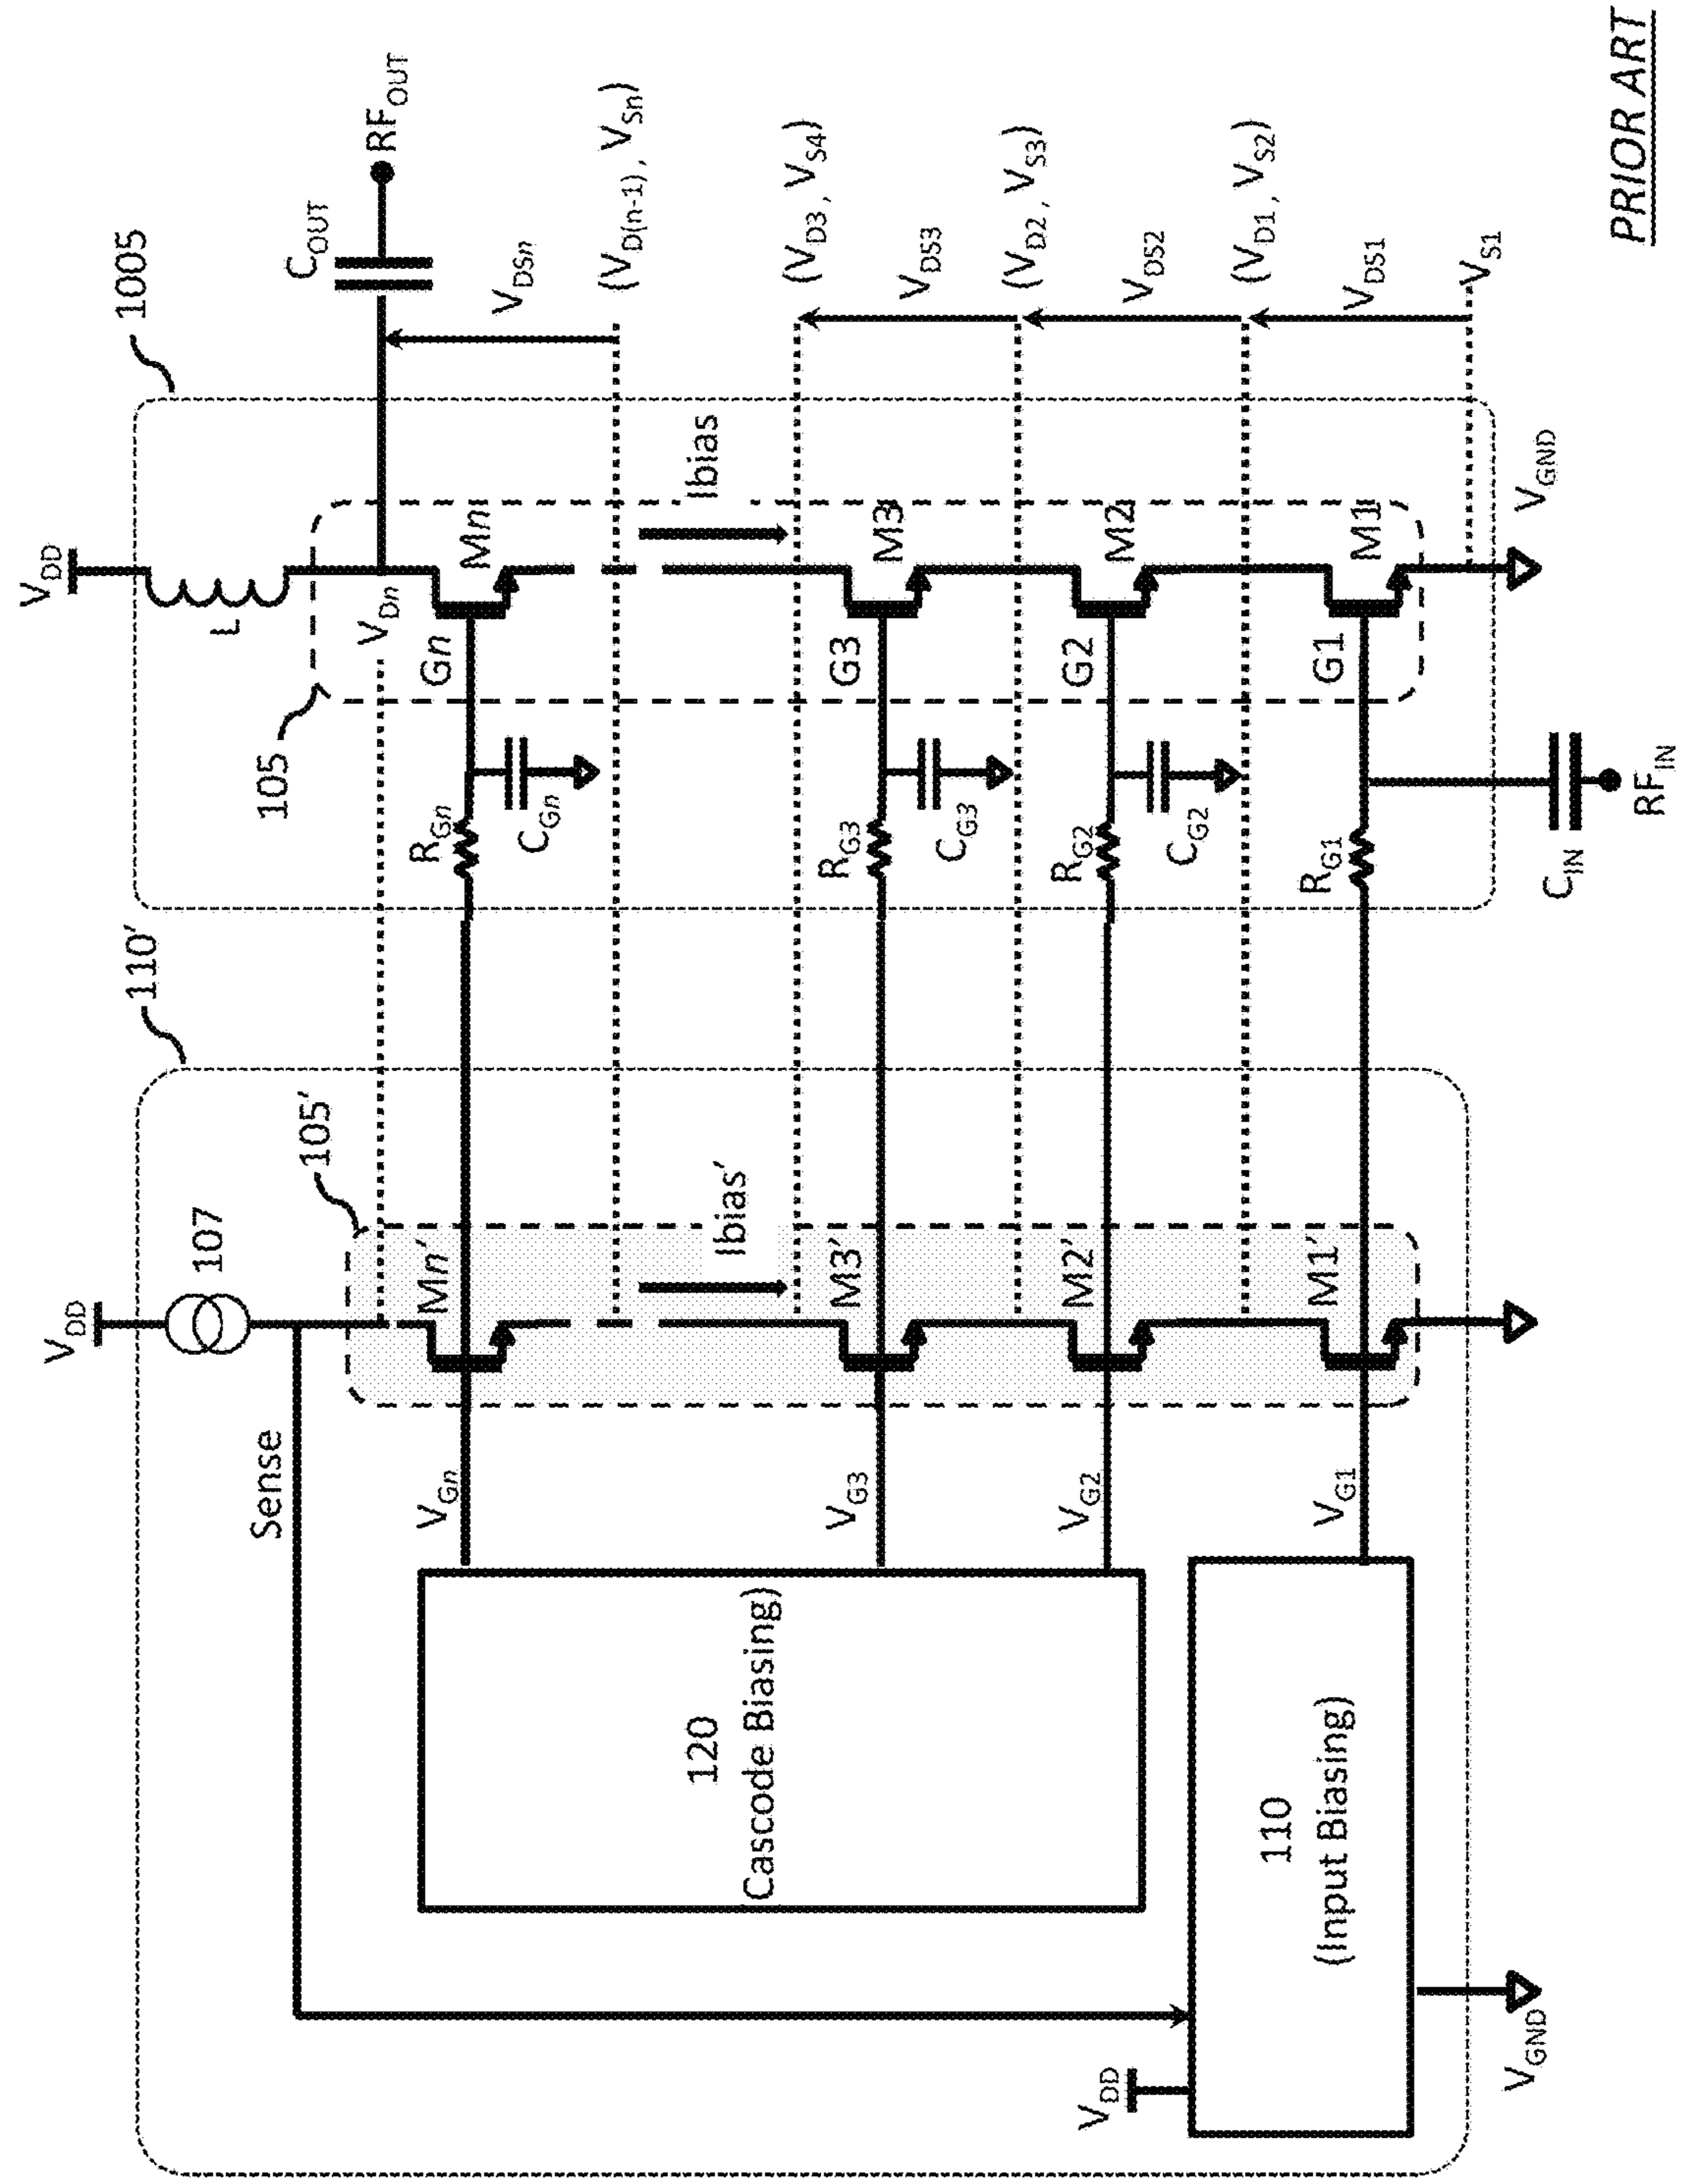 V_DD
1005
C_OUT
RF_OUT
L
V_Dn
105
Gn
Mn
V_DSn
R_Gn
C_Gn
(V_D(n-1), V_Sn)
Ibias
(V_D3, V_S4)
G3
M3
V_DS3
R_G3
C_G3
(V_D2, V_S3)
G2
M2
V_DS2
R_G2
C_G2
(V_D1, V_S2)
G1
M1
V_DS1
R_G1
V_S1
V_GND
C_IN
RF_IN
110′
V_DD
107
105′
Sense
Mn′
V_Gn
Ibias′
M3′
V_G3
M2′
V_G2
M1′
V_G1
120
Cascode Biasing)
110
(Input Biasing)
V_DD
V_GND
PRIOR ART